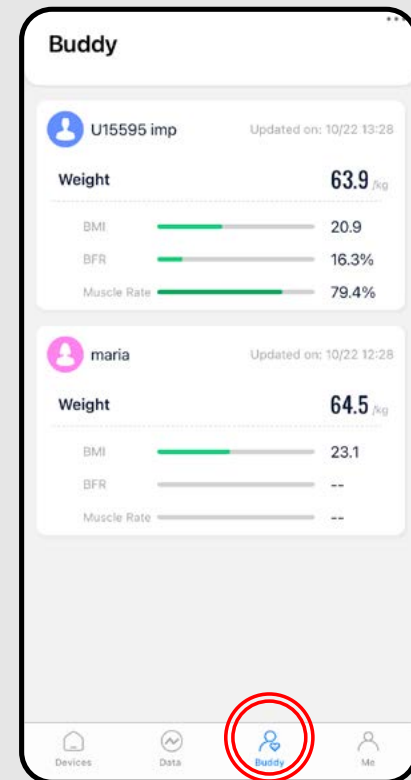 Buddy
U15595 imp Updated on: 10/22 13:28
Weight 63.9 /kg
BMI 20.9
BFR 16.3%
Muscle Rate 79.4%
maria Updated on: 10/22 12:28
Weight 64.5 /kg
BMI 23.1
BFR --
Muscle Rate --
Devices Data Buddy Me